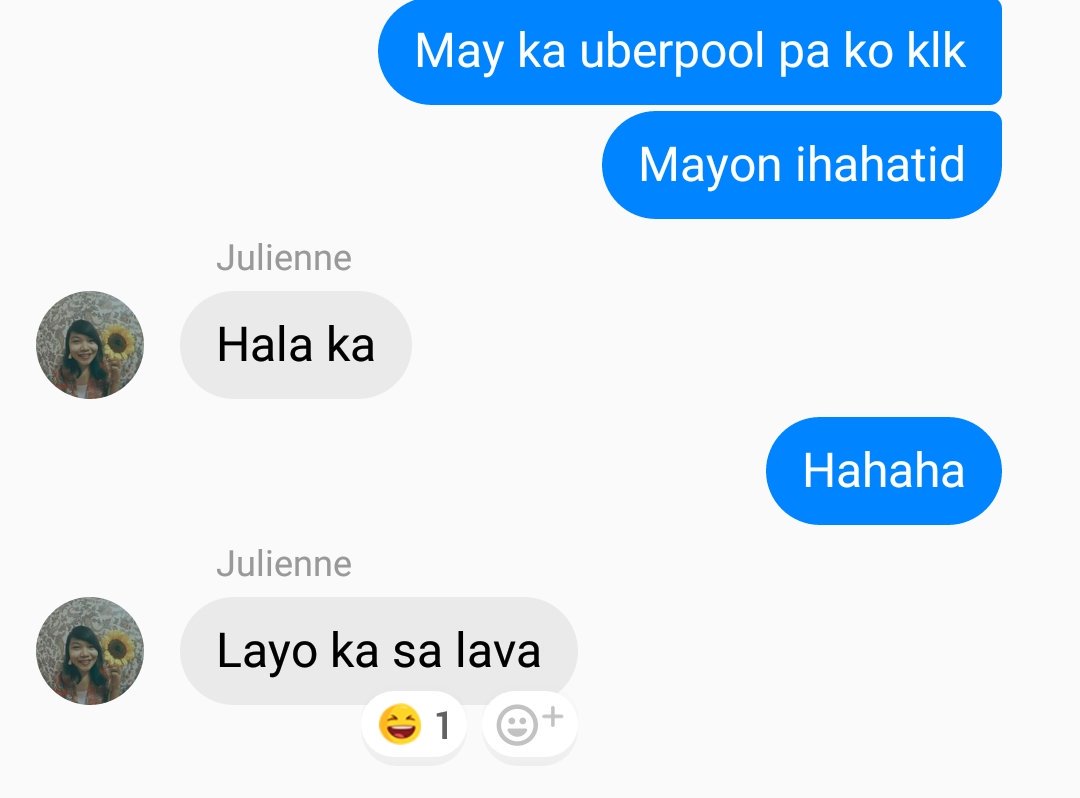 May ka uberpool pa ko klk
Mayon ihahatid
Julienne
Hala ka
Hahaha
Julienne
Layo ka sa lava
1